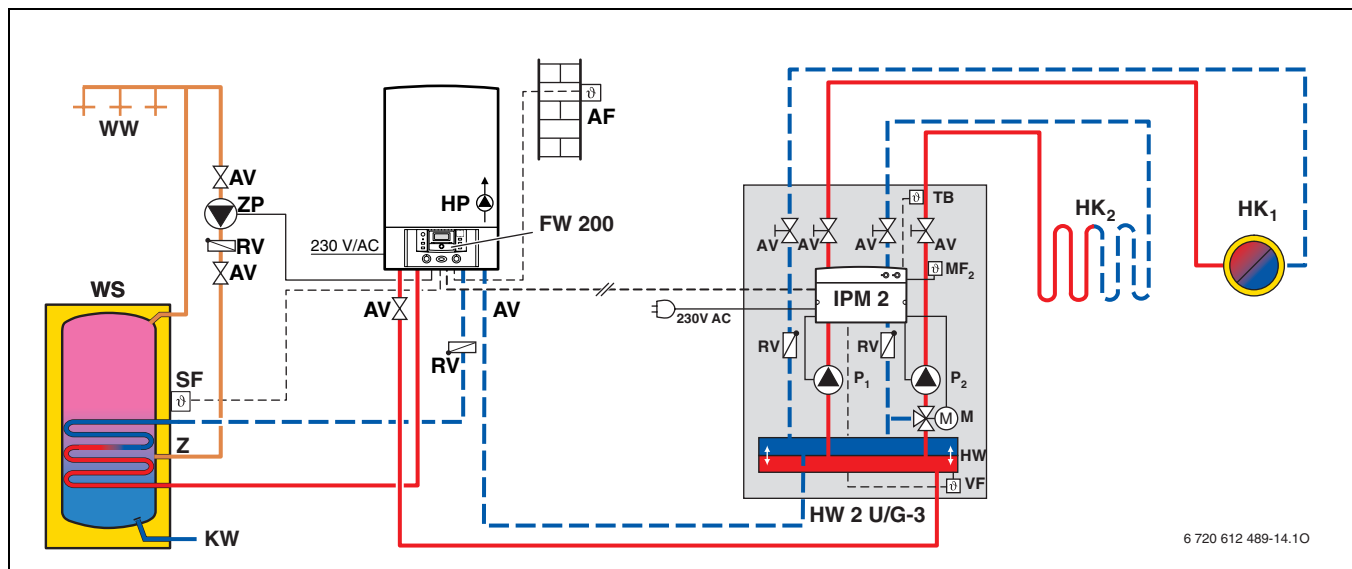 WW
AV
ZP
RV
AV
WS
SF
ϑ
Z
KW
230 V/AC
HP
FW 200
ϑ
AF
AV
AV
RV
230V AC
IPM 2
ϑ
TB
AV
AV
AV
AV
ϑ
MF₂
RV
RV
P₁
P₂
M
M
HW
ϑ
VF
HW 2 U/G-3
HK₂
HK₁
6 720 612 489-14.1O